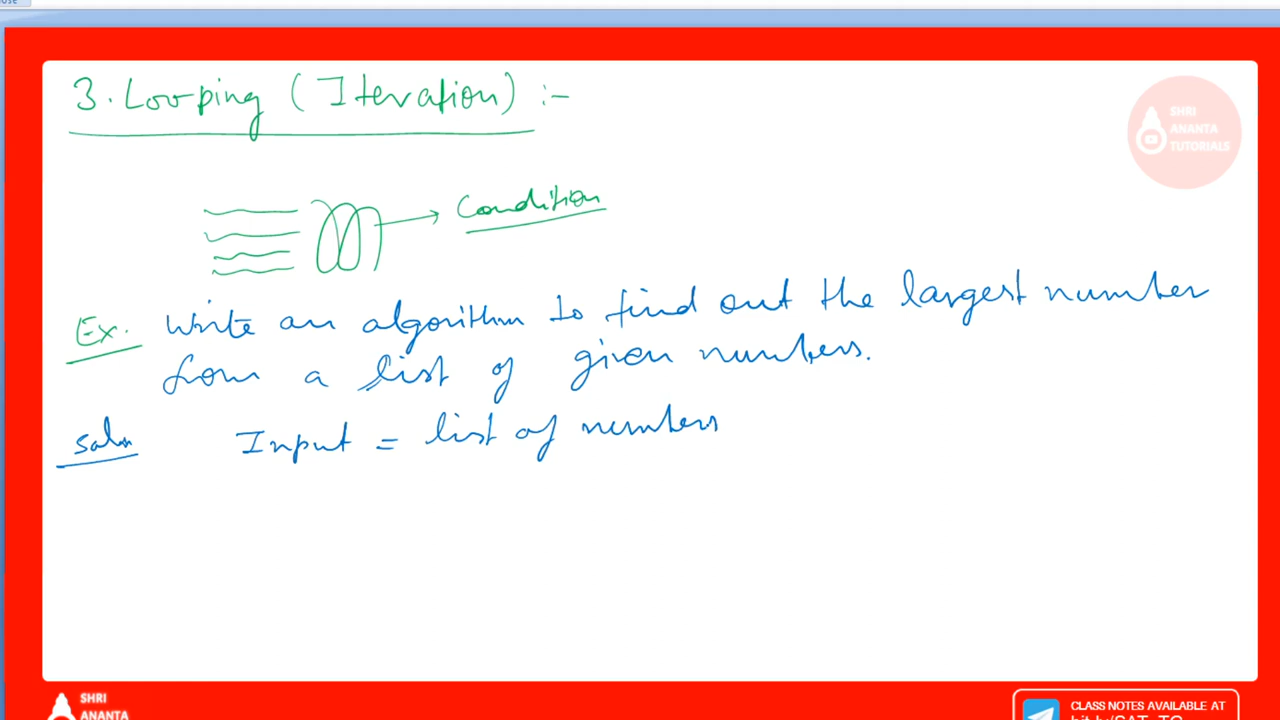 3. Looping (Iteration) :-
SHRI
ANANTA
TUTORIALS
Condition
Ex. Write an algorithm to find out the largest number
from a list of given numbers.
Soln Input = list of numbers
SHRI
ANANTA
CLASS NOTES AVAILABLE AT